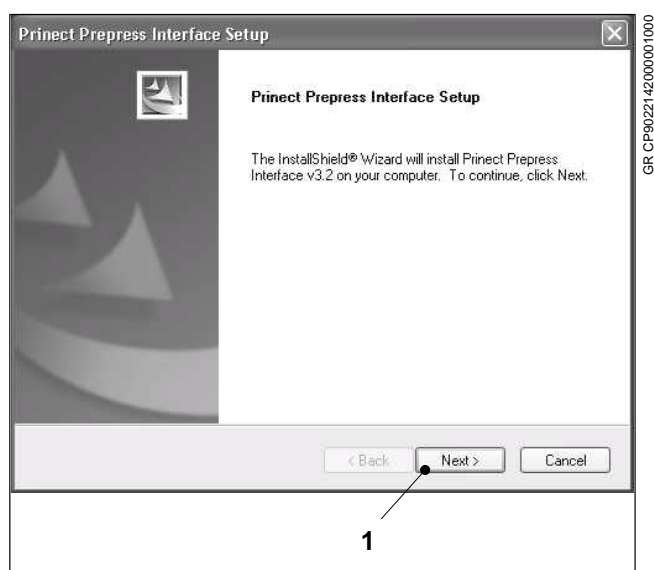 Prinect Prepress Interface Setup
Prinect Prepress Interface Setup
The InstallShield® Wizard will install Prinect Prepress
Interface v3.2 on your computer. To continue, click Next.
< Back
Next >
Cancel
1
GR CP9022142000001000